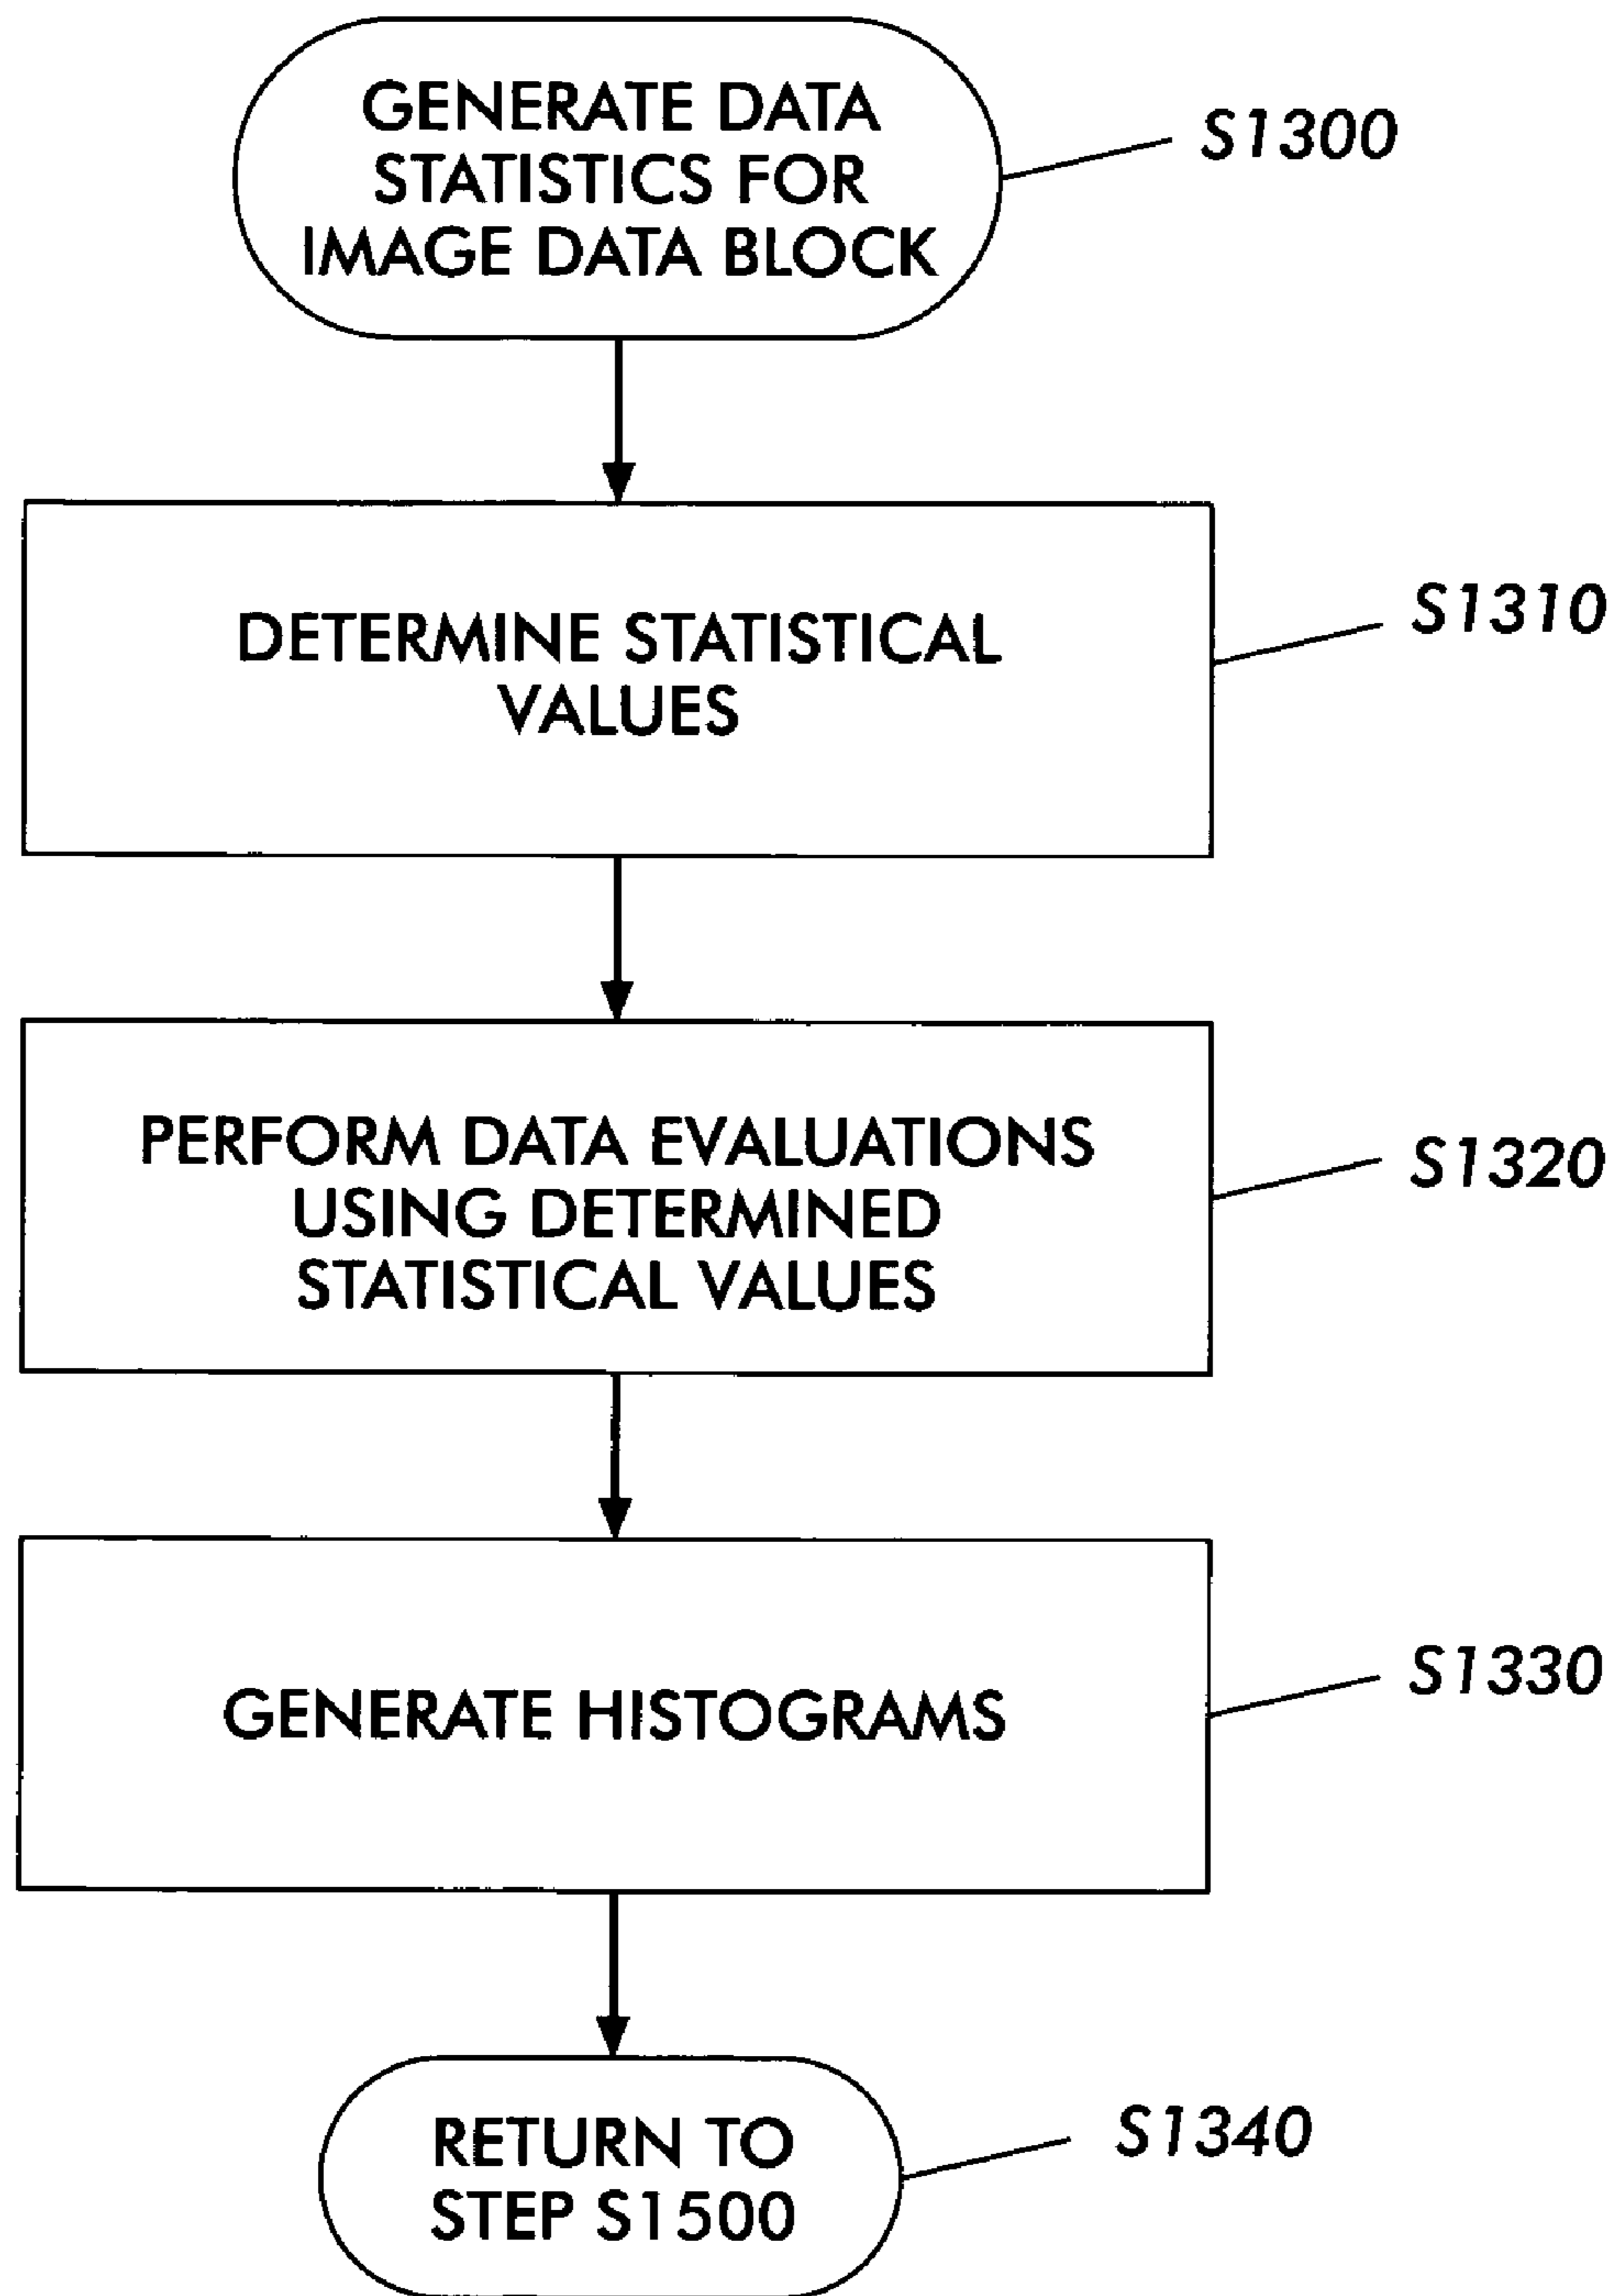 GENERATE DATA
STATISTICS FOR
IMAGE DATA BLOCK
S1300
DETERMINE STATISTICAL
VALUES
S1310
PERFORM DATA EVALUATIONS
USING DETERMINED
STATISTICAL VALUES
S1320
GENERATE HISTOGRAMS
S1330
RETURN TO
STEP S1500
S1340